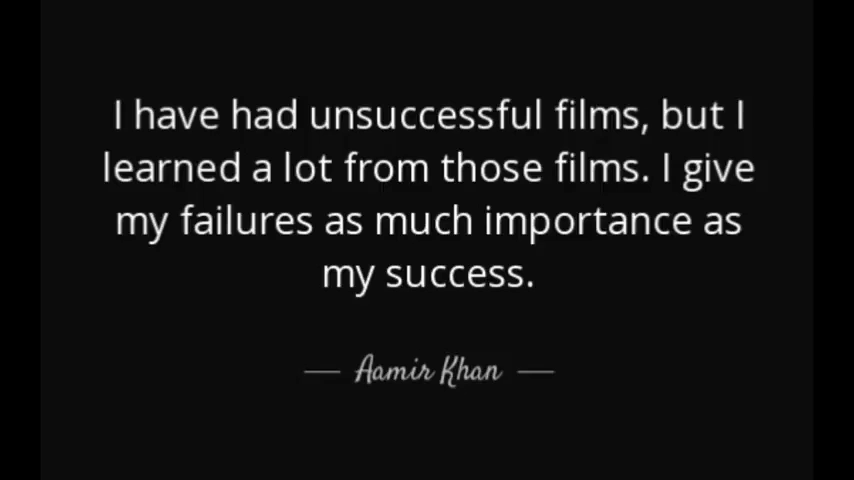 I have had unsuccessful films, but I
learned a lot from those films. I give
my failures as much importance as
my success.
— Aamir Khan —